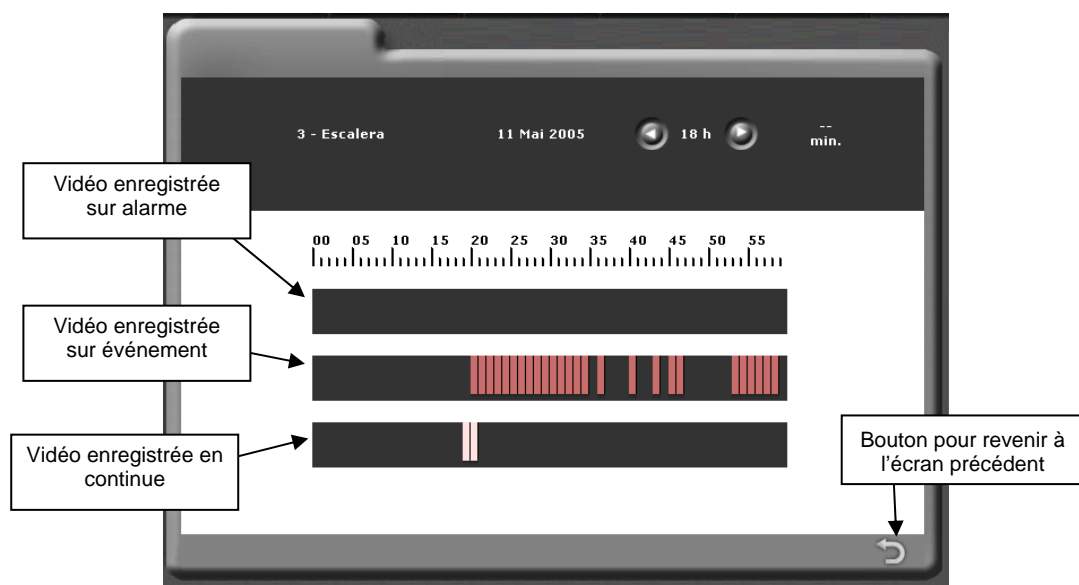 3 - Escalera 11 Mai 2005 18 h --
min.
Vidéo enregistrée
sur alarme
00 05 10 15 20 25 30 35 40 45 50 55
Vidéo enregistrée
sur événement
Vidéo enregistrée en
continue
Bouton pour revenir à
l’écran précédent